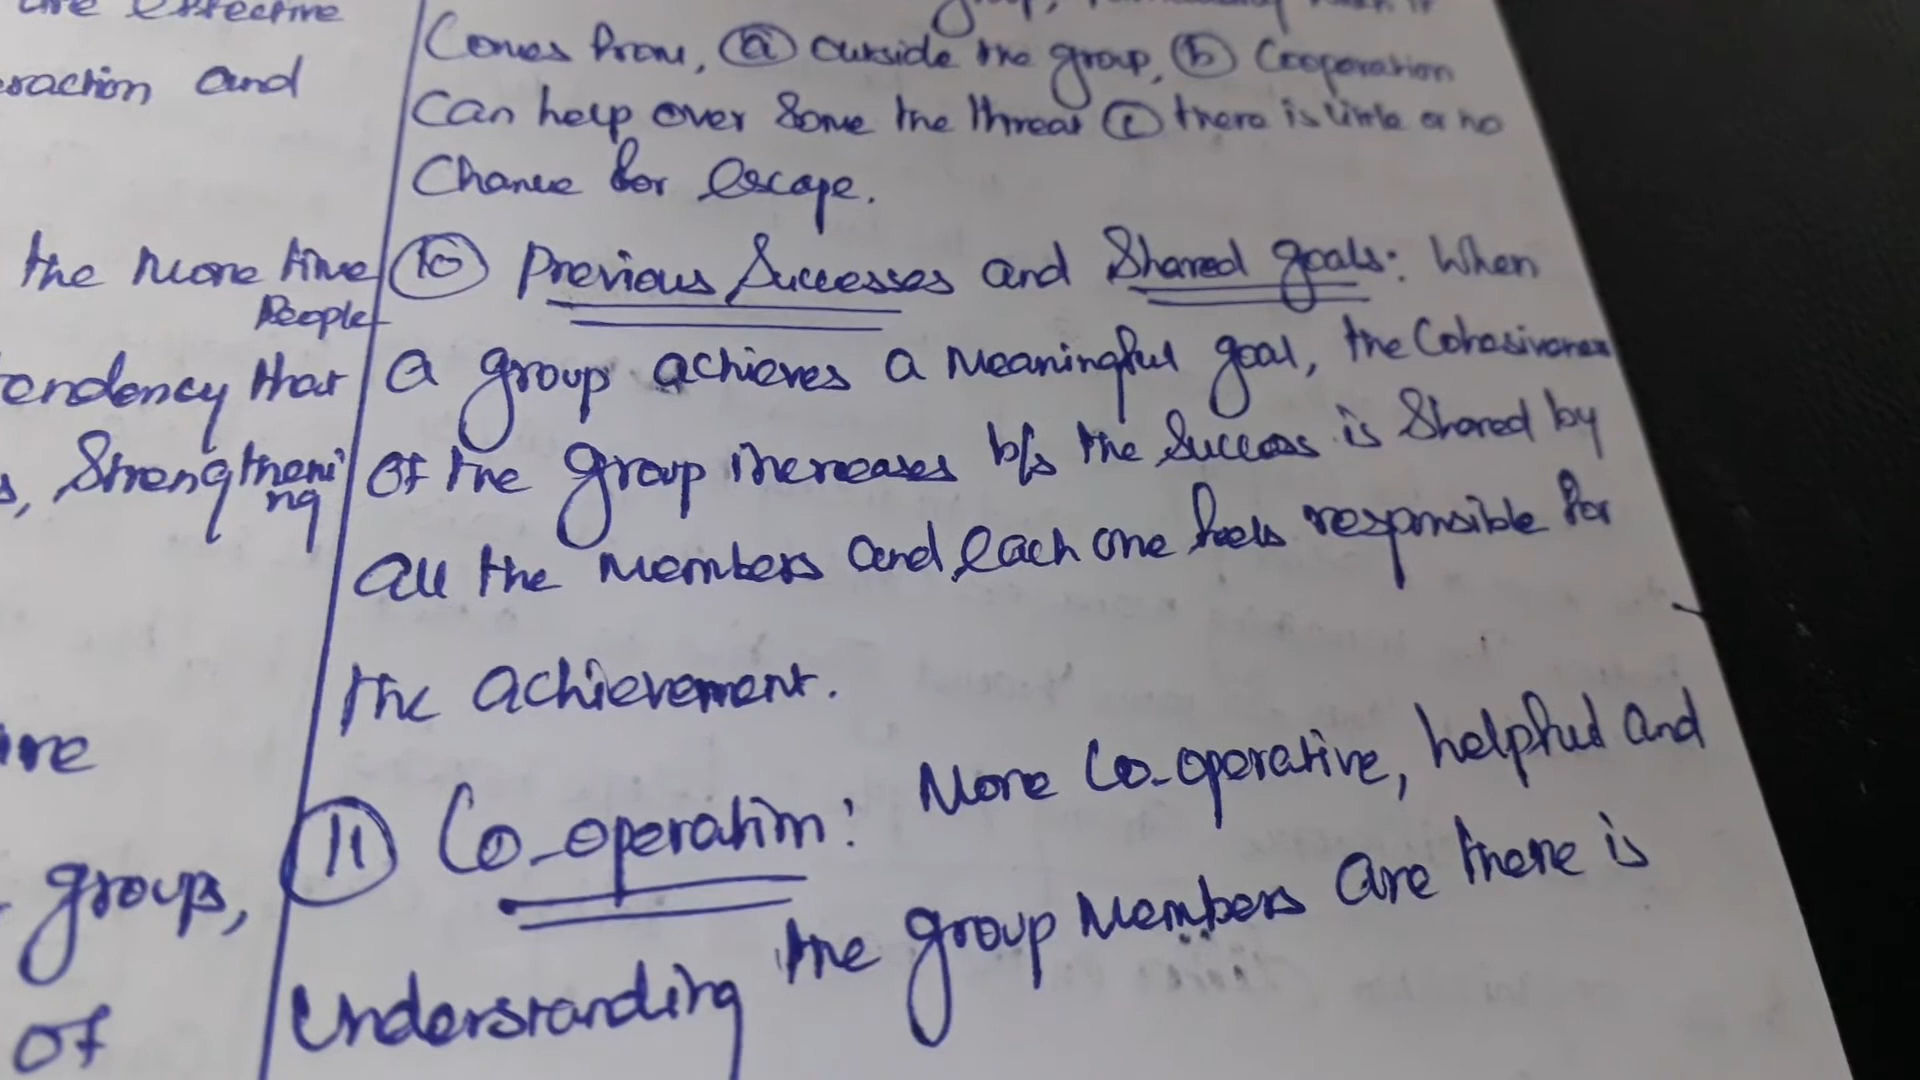 are effective
eraction and
the more time
People
tendency that
s, Strengtheni
ng
groups,
of
Comes from, (a) outside the group, (b) Cooperation
Can help over Some the threat (c) there is little or no
Chance for escape.
(10) Previous Successes and Shared goals: When
a group achieves a meaningful goal, the Cohesiveness
of the group increases b/s the Success is Shared by
all the members and each one feels responsible for
the achievement.
(11) Co-operation: More Co-operative, helpful and
understanding the group members are there is